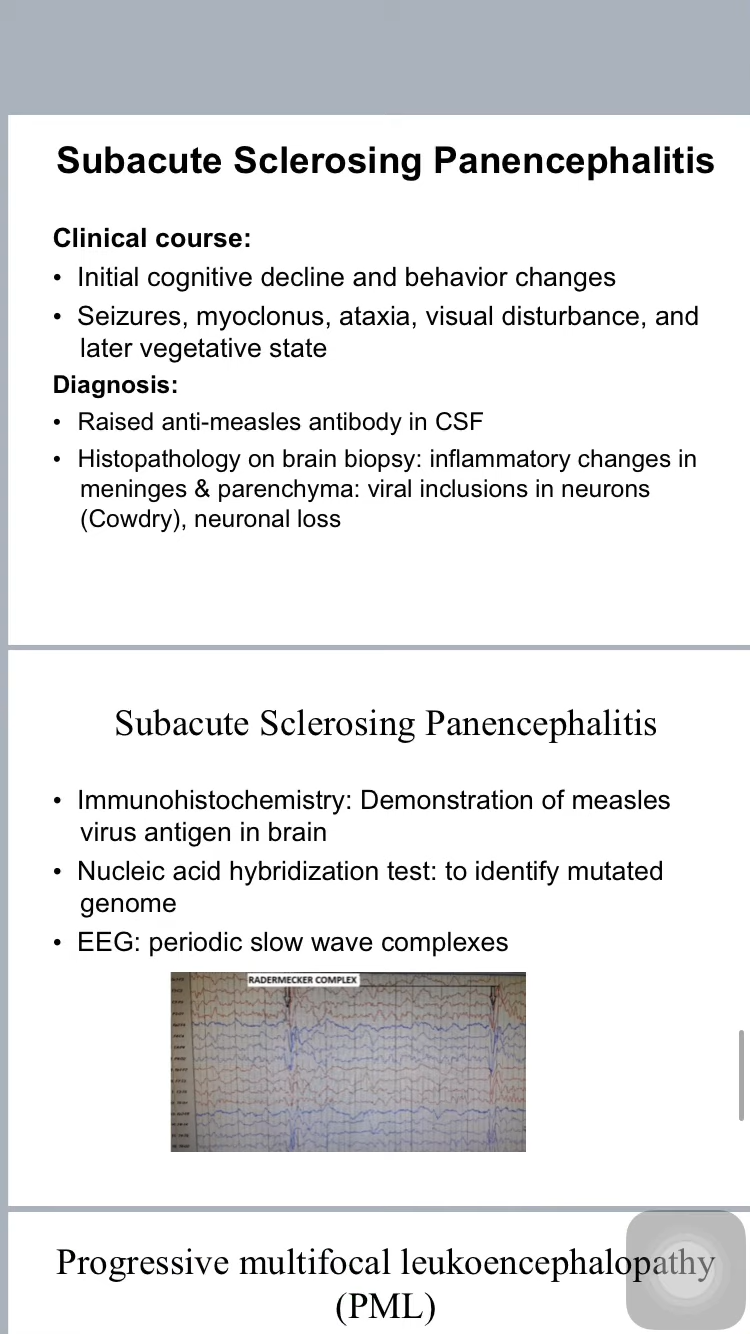 Subacute Sclerosing Panencephalitis
Clinical course:
• Initial cognitive decline and behavior changes
• Seizures, myoclonus, ataxia, visual disturbance, and
later vegetative state
Diagnosis:
• Raised anti-measles antibody in CSF
• Histopathology on brain biopsy: inflammatory changes in
meninges & parenchyma: viral inclusions in neurons
(Cowdry), neuronal loss
Subacute Sclerosing Panencephalitis
• Immunohistochemistry: Demonstration of measles
virus antigen in brain
• Nucleic acid hybridization test: to identify mutated
genome
• EEG: periodic slow wave complexes
RADERMECKER COMPLEX
Progressive multifocal leukoencephalopathy
(PML)